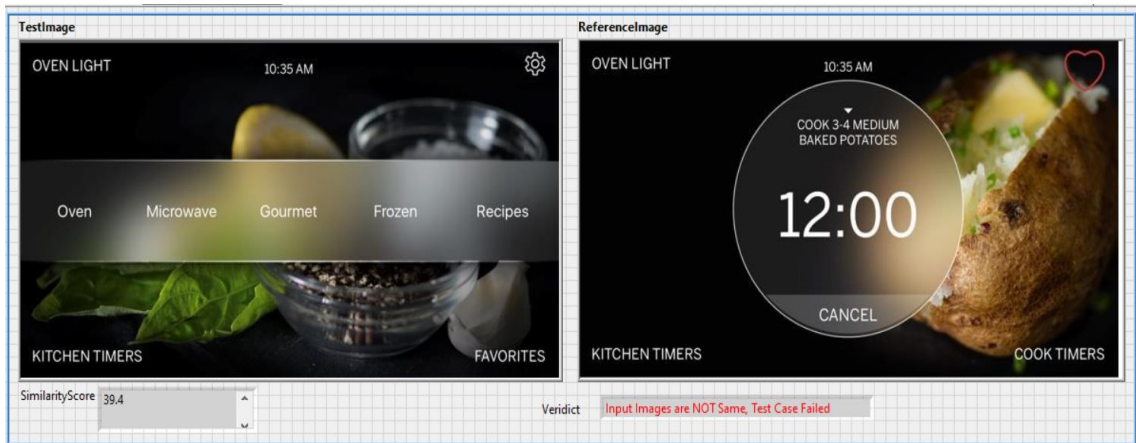 TestImage
OVEN LIGHT
10:35 AM
Oven Microwave Gourmet Frozen Recipes
KITCHEN TIMERS
FAVORITES
ReferenceImage
OVEN LIGHT
10:35 AM
COOK 3-4 MEDIUM
BAKED POTATOES
12:00
CANCEL
KITCHEN TIMERS
COOK TIMERS
SimilarityScore 39.4
Veridict Input Images are NOT Same, Test Case Failed